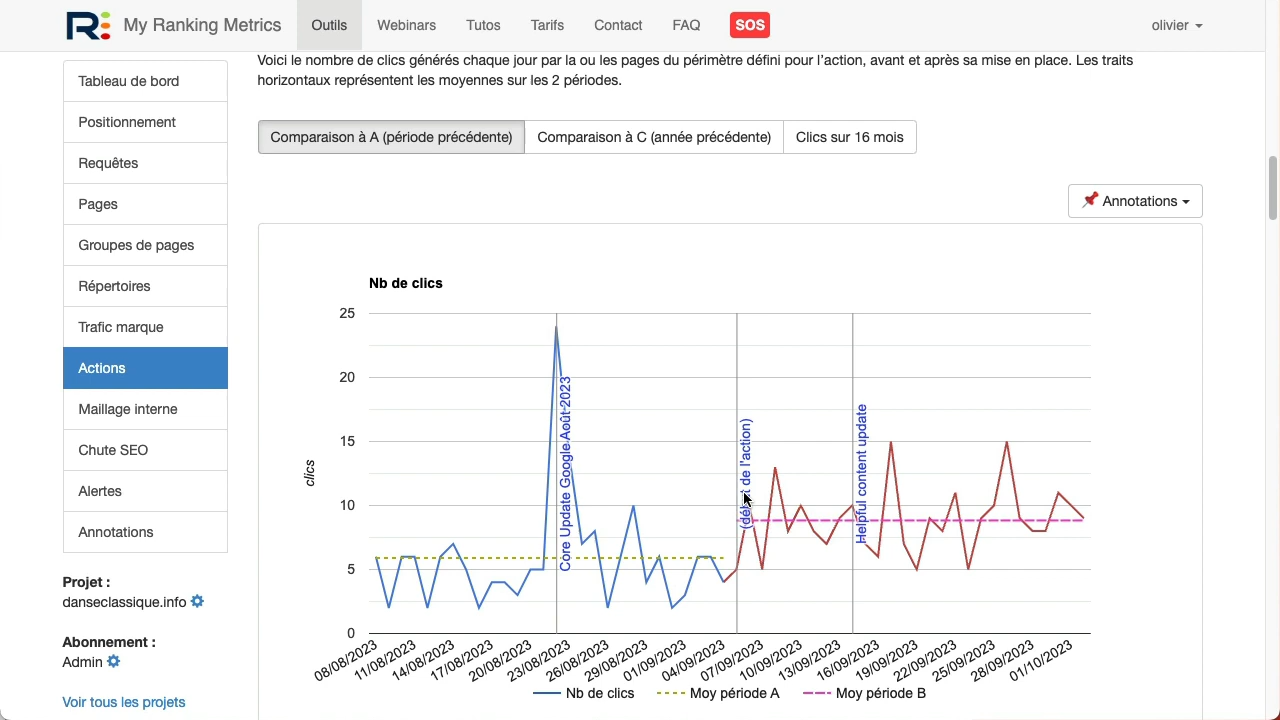 My Ranking Metrics
Outils
Webinars
Tutos
Tarifs
Contact
FAQ
SOS
olivier
Tableau de bord
Positionnement
Requêtes
Pages
Groupes de pages
Répertoires
Trafic marque
Actions
Maillage interne
Chute SEO
Alertes
Annotations
Projet :
danseclassique.info
Abonnement :
Admin
Voir tous les projets
Voici le nombre de clics générés chaque jour par la ou les pages du périmètre défini pour l'action, avant et après sa mise en place. Les traits
horizontaux représentent les moyennes sur les 2 périodes.
Comparaison à A (période précédente)
Comparaison à C (année précédente)
Clics sur 16 mois
Annotations
Nb de clics
25
20
15
10
5
0
clics
Core Update Google Août 2023
de l'action)
Helpful content update
08/08/2023
11/08/2023
14/08/2023
17/08/2023
20/08/2023
23/08/2023
26/08/2023
29/08/2023
01/09/2023
04/09/2023
07/09/2023
10/09/2023
13/09/2023
16/09/2023
19/09/2023
22/09/2023
25/09/2023
28/09/2023
01/10/2023
Nb de clics
Moy période A
Moy période B